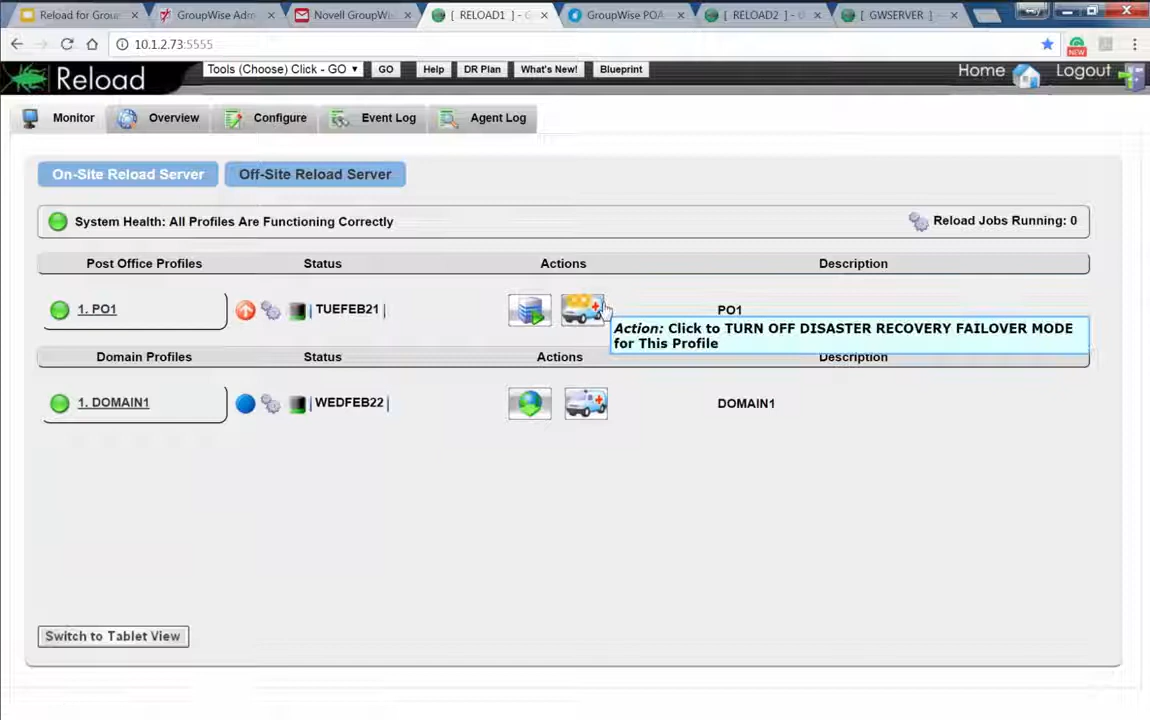 Reload for Grou
GroupWise Adm
Novell GroupWi
[ RELOAD1 ] - G
GroupWise POA
[ RELOAD2 ] - G
[ GWSERVER ] -
10.1.2.73:5555
NEW
Reload
Tools (Choose) Click - GO
GO
Help
DR Plan
What's New!
Blueprint
Home
Logout
Monitor
Overview
Configure
Event Log
Agent Log
On-Site Reload Server
Off-Site Reload Server
System Health: All Profiles Are Functioning Correctly
Reload Jobs Running: 0
Post Office Profiles
Status
Actions
Description
1. PO1
| TUEFEB21 |
PO1
Action: Click to TURN OFF DISASTER RECOVERY FAILOVER MODE
for This Profile
Domain Profiles
Status
Actions
Description
1. DOMAIN1
| WEDFEB22 |
DOMAIN1
Switch to Tablet View